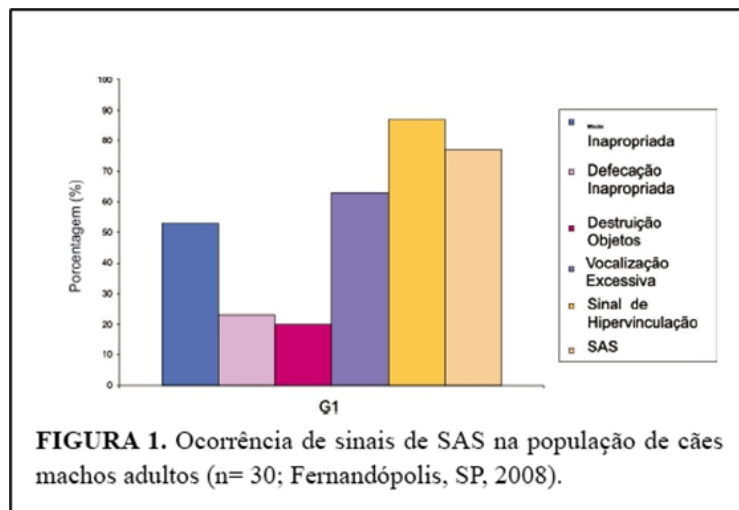 100
90
80
70
60
50
40
30
20
10
0
Porcentagem (%)
G1
Micção
Inapropriada
Defecação
Inapropriada
Destruição
Objetos
Vocalização
Excessiva
Sinal de
Hipervinculação
SAS
FIGURA 1. Ocorrência de sinais de SAS na população de cães
machos adultos (n= 30; Fernandópolis, SP, 2008).